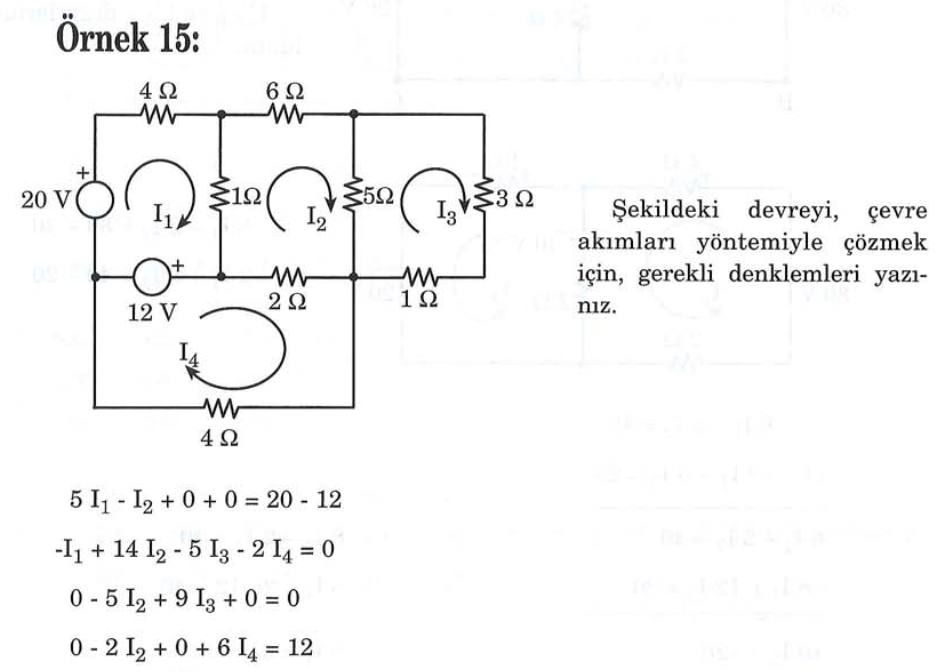 Örnek 15:
4 Ω
6 Ω
+
20 V
I₁
1Ω
I₂
5Ω
I₃
3 Ω
+
12 V
2 Ω
1 Ω
I₄
4 Ω
Şekildeki devreyi, çevre
akımları yöntemiyle çözmek
için, gerekli denklemleri yazı-
nız.
5 I₁ - I₂ + 0 + 0 = 20 - 12
-I₁ + 14 I₂ - 5 I₃ - 2 I₄ = 0
0 - 5 I₂ + 9 I₃ + 0 = 0
0 - 2 I₂ + 0 + 6 I₄ = 12